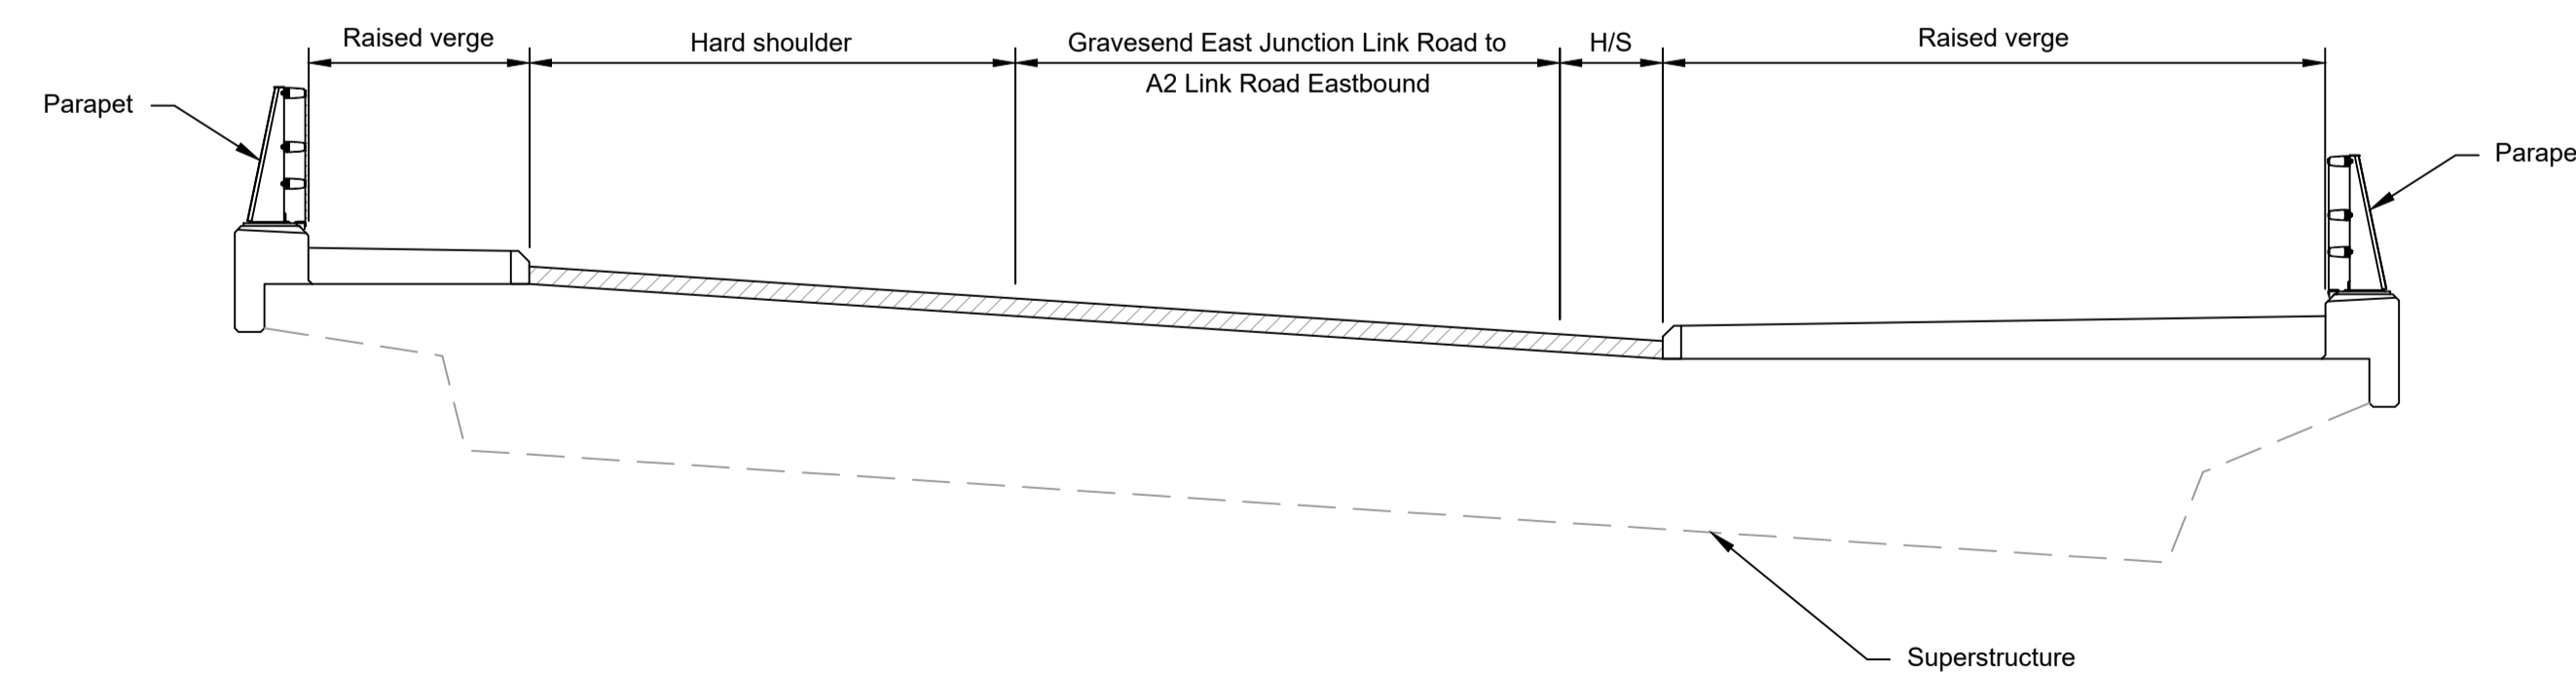 Raised verge
Hard shoulder
Gravesend East Junction Link Road to
A2 Link Road Eastbound
H/S
Raised verge
Parapet
Parape
Superstructure